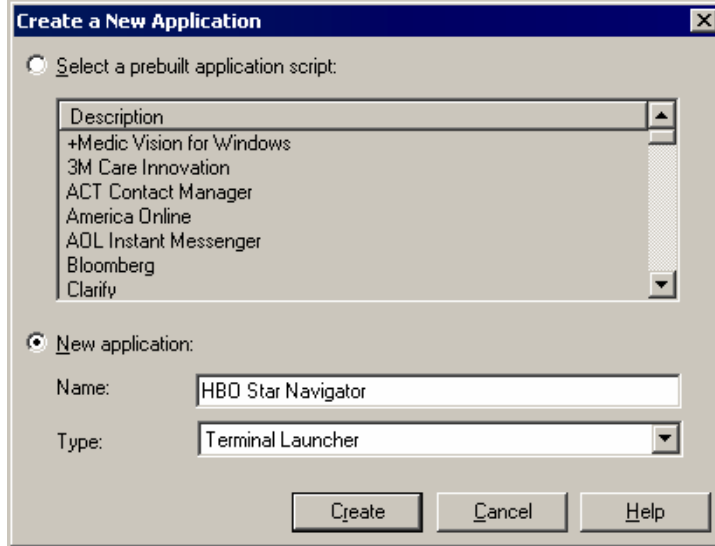 Create a New Application
Select a prebuilt application script:
Description
+Medic Vision for Windows
3M Care Innovation
ACT Contact Manager
America Online
AOL Instant Messenger
Bloomberg
Clarify
New application:
Name: HBO Star Navigator
Type: Terminal Launcher
Create Cancel Help